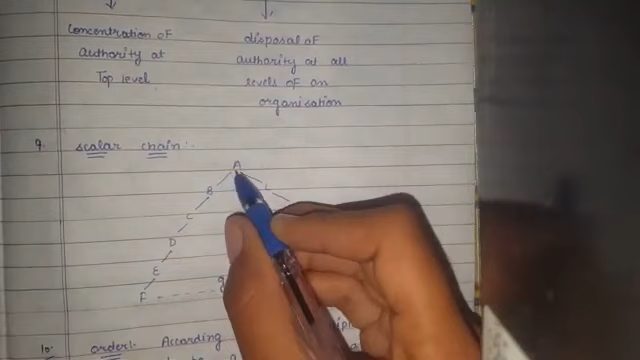 concentration of
authority at
Top level
disposal of
authority at all
levels of an
organisation
9. scalar chain:-
A
B
L
C
D
E
F
10. order!. According